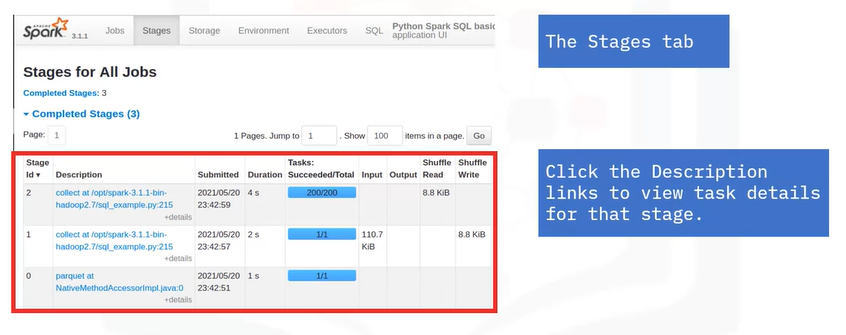 APACHE
Spark 3.1.1 Jobs Stages Storage Environment Executors SQL Python Spark SQL basic
application UI
The Stages tab
Stages for All Jobs
Completed Stages: 3
Completed Stages (3)
Page: 1 1 Pages. Jump to 1 . Show 100 items in a page. Go
Stage Tasks: Shuffle Shuffle
Id ▾ Description Submitted Duration Succeeded/Total Input Output Read Write
2 collect at /opt/spark-3.1.1-bin- 2021/05/20 4 s 200/200 8.8 KiB
hadoop2.7/sql_example.py:215 23:42:59
+details
1 collect at /opt/spark-3.1.1-bin- 2021/05/20 2 s 1/1 110.7 8.8 KiB
hadoop2.7/sql_example.py:215 23:42:57 KiB
+details
0 parquet at 2021/05/20 1 s 1/1
NativeMethodAccessorImpl.java:0 23:42:51
+details
Click the Description
links to view task details
for that stage.